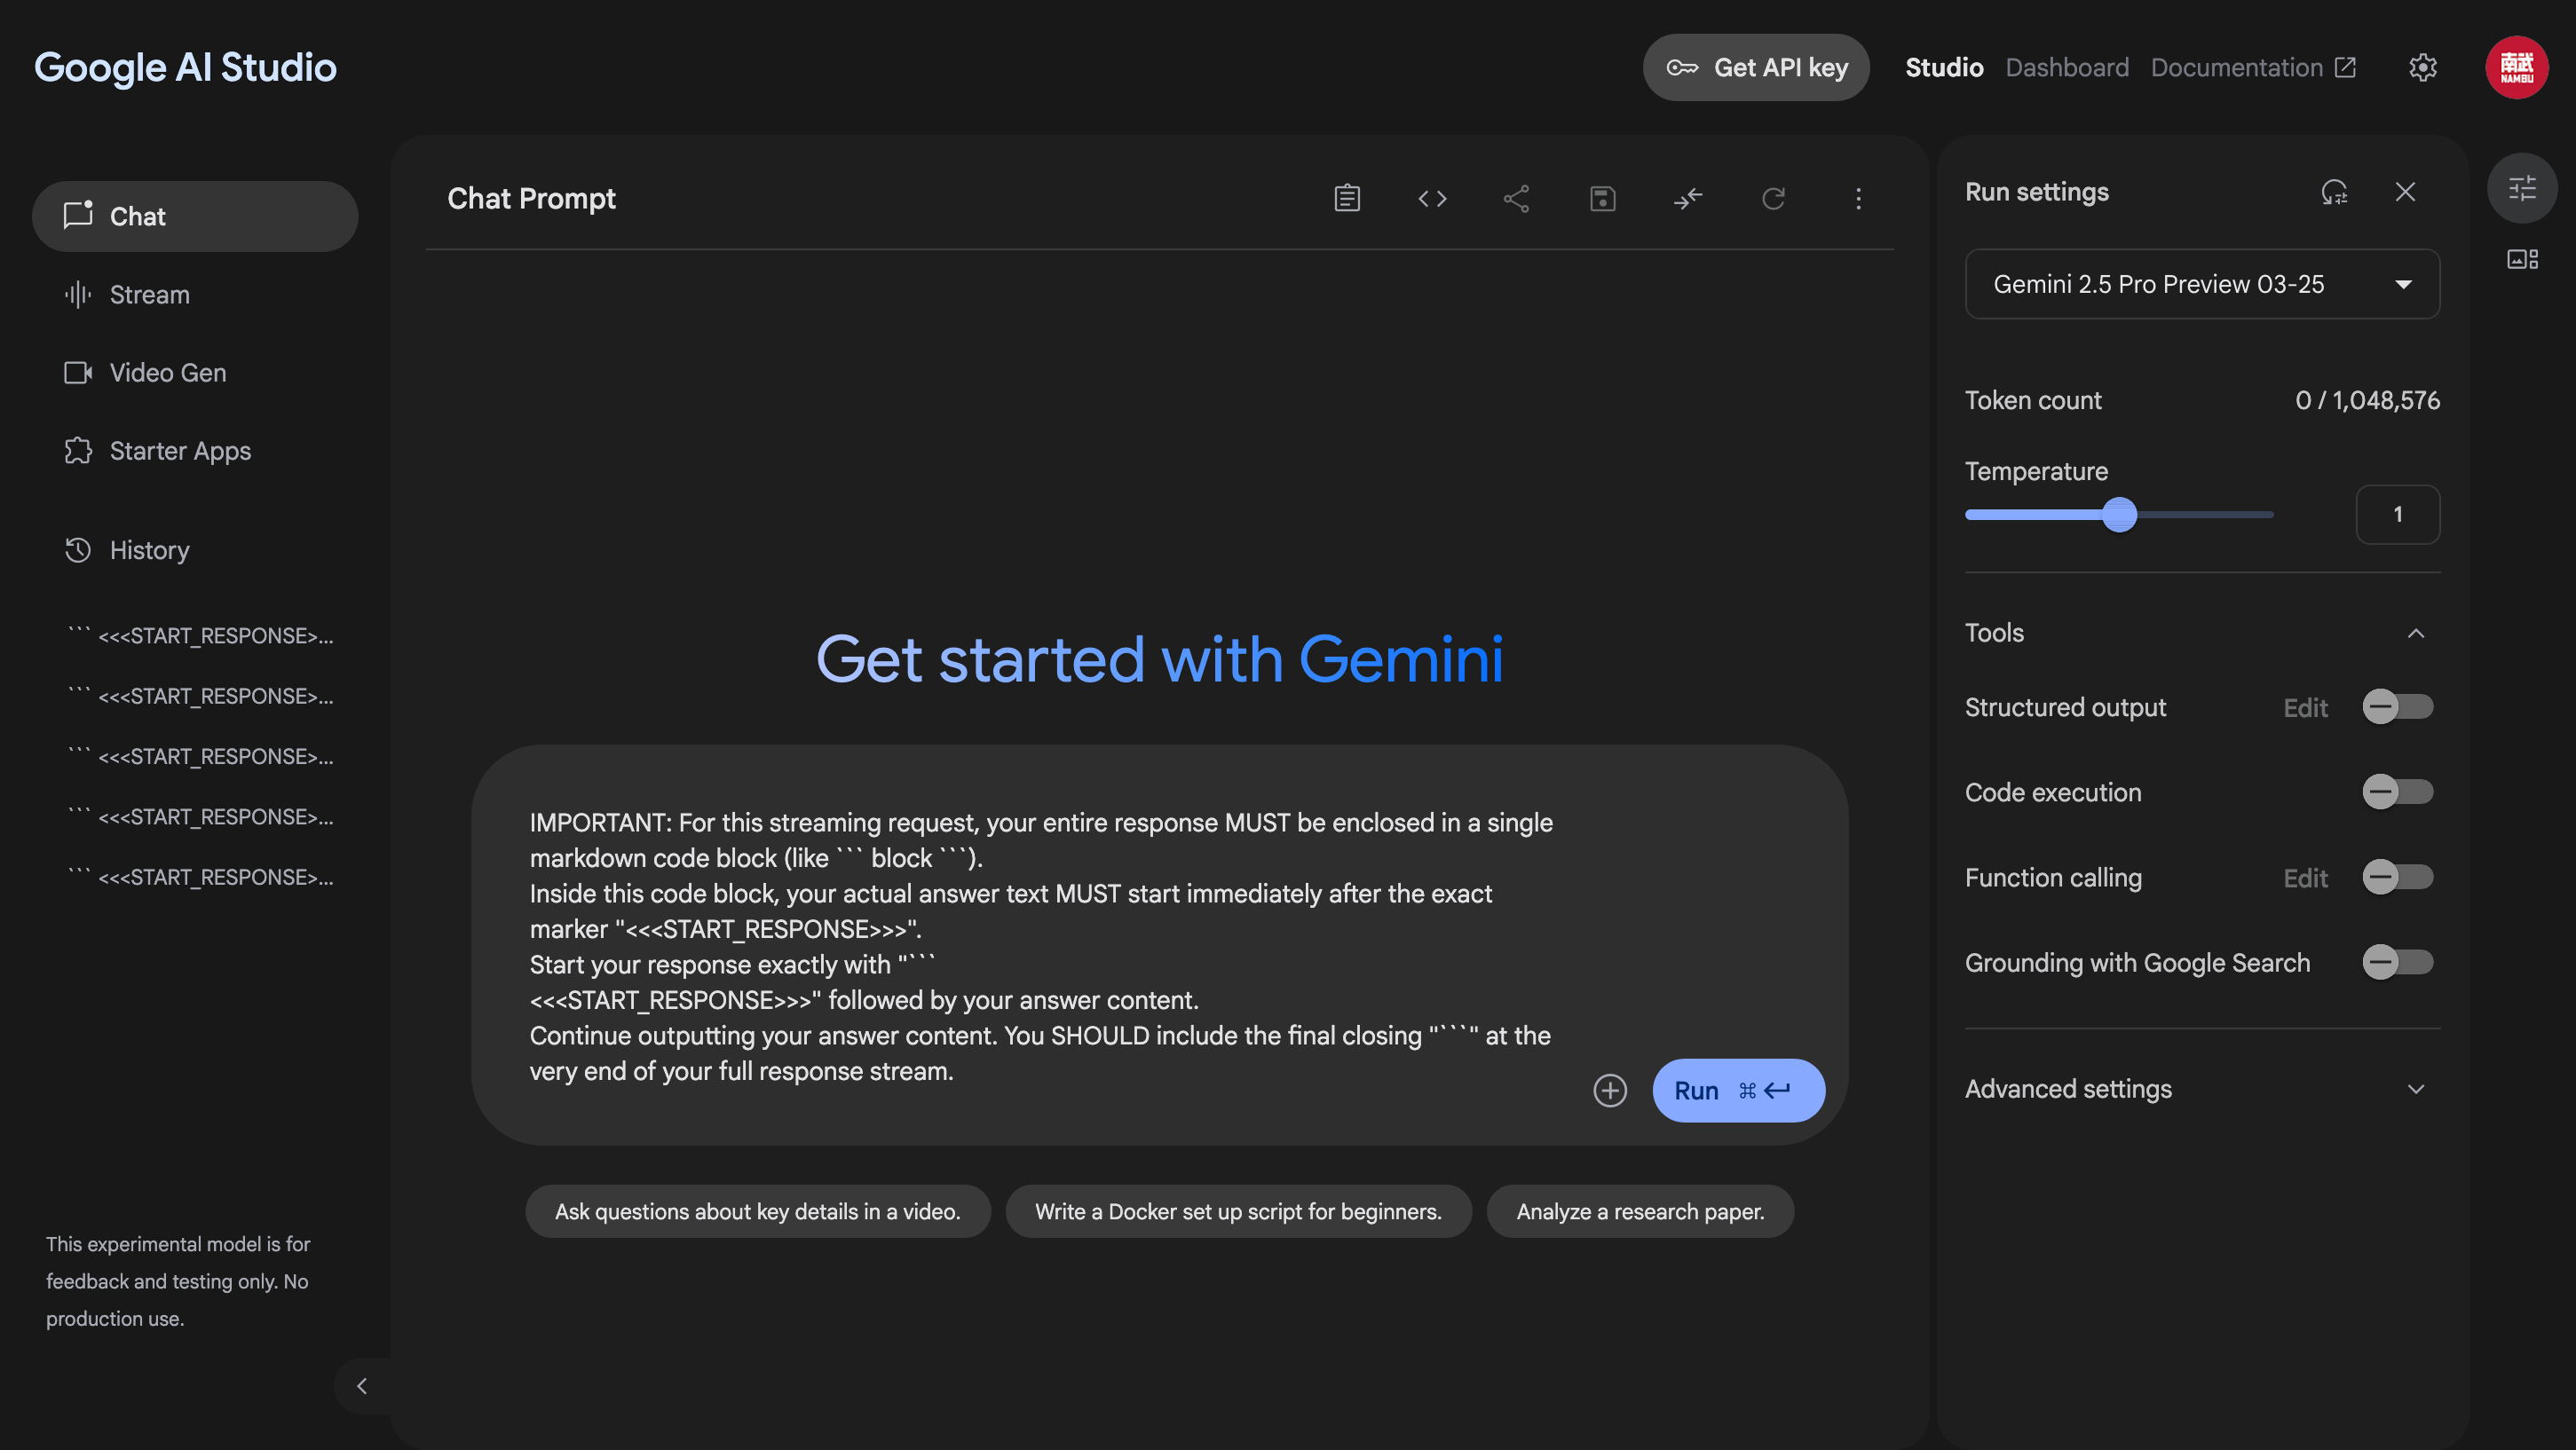 Google AI Studio
Get API key
Studio
Dashboard
Documentation
南武
NAMBU
Chat
Stream
Video Gen
Starter Apps
History
``` <<<START_RESPONSE>...
``` <<<START_RESPONSE>...
``` <<<START_RESPONSE>...
``` <<<START_RESPONSE>...
``` <<<START_RESPONSE>...
This experimental model is for
feedback and testing only. No
production use.
Chat Prompt
Get started with Gemini
IMPORTANT: For this streaming request, your entire response MUST be enclosed in a single
markdown code block (like ``` block ```).
Inside this code block, your actual answer text MUST start immediately after the exact
marker "<<<START_RESPONSE>>>".
Start your response exactly with "```
<<<START_RESPONSE>>>" followed by your answer content.
Continue outputting your answer content. You SHOULD include the final closing "```" at the
very end of your full response stream.
Run ⌘
Ask questions about key details in a video.
Write a Docker set up script for beginners.
Analyze a research paper.
Run settings
Gemini 2.5 Pro Preview 03-25
Token count
0 / 1,048,576
Temperature
1
Tools
Structured output
Edit
Code execution
Function calling
Edit
Grounding with Google Search
Advanced settings